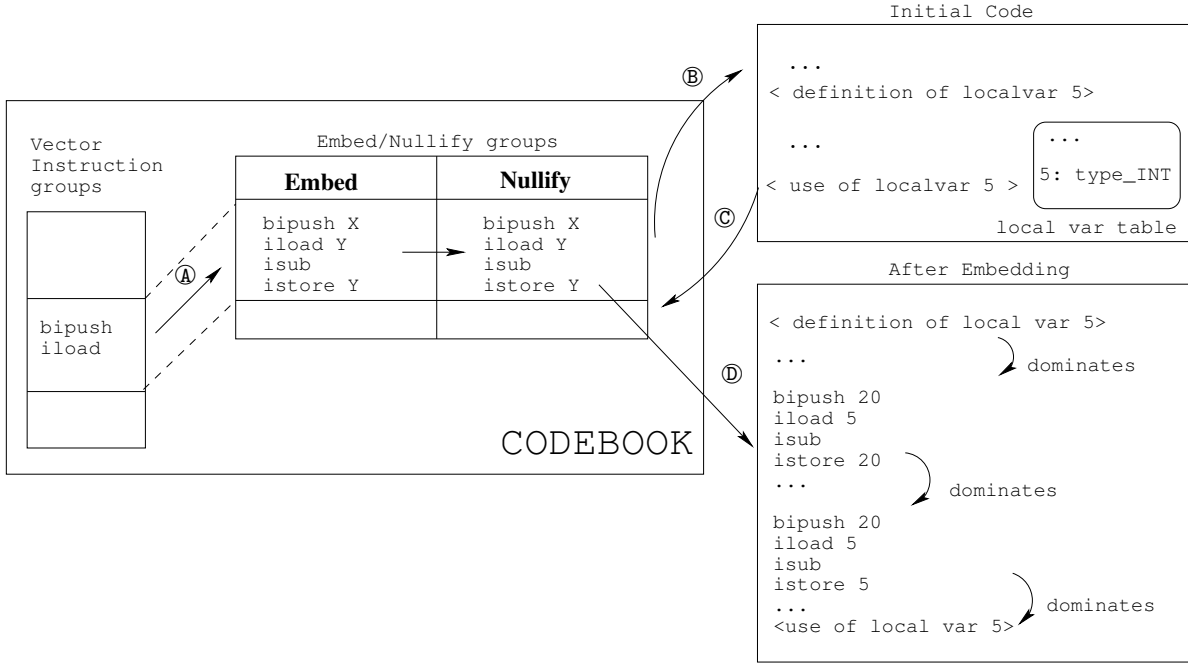 Initial Code
...
< definition of localvar 5>
...
< use of localvar 5 >
...
5: type_INT
local var table
Ⓑ
Ⓒ
Vector
Instruction
groups
bipush
iload
Ⓐ
Embed/Nullify groups
Embed
Nullify
bipush X
iload Y
isub
istore Y
bipush X
iload Y
isub
istore Y
CODEBOOK
Ⓓ
After Embedding
< definition of local var 5>
...
dominates
bipush 20
iload 5
isub
istore 20
...
dominates
bipush 20
iload 5
isub
istore 5
...
dominates
<use of local var 5>